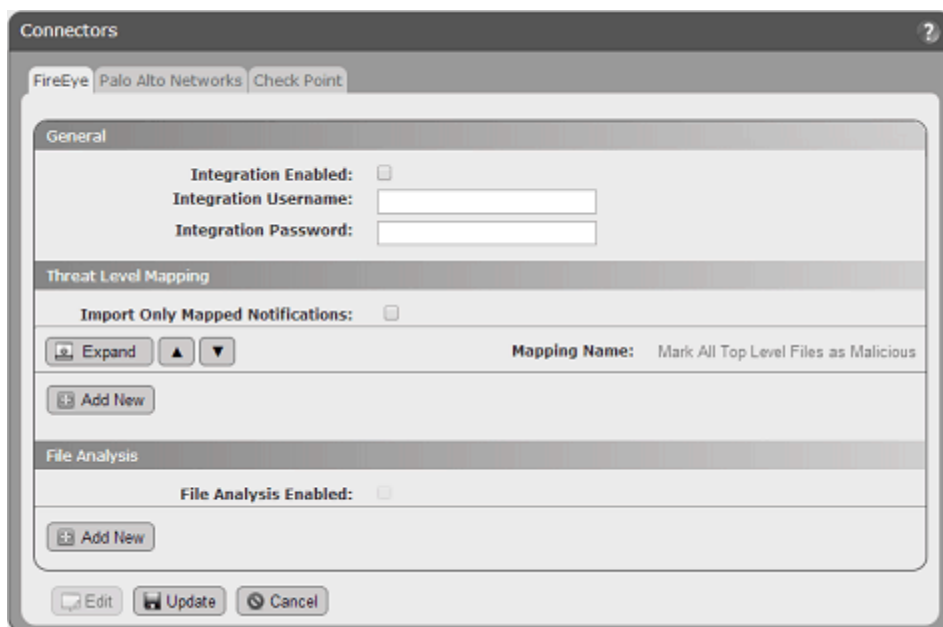 Connectors ?
FireEye Palo Alto Networks Check Point
General
Integration Enabled:
Integration Username:
Integration Password:
Threat Level Mapping
Import Only Mapped Notifications:
Expand ▲ ▼ Mapping Name: Mark All Top Level Files as Malicious
Add New
File Analysis
File Analysis Enabled:
Add New
Edit Update Cancel